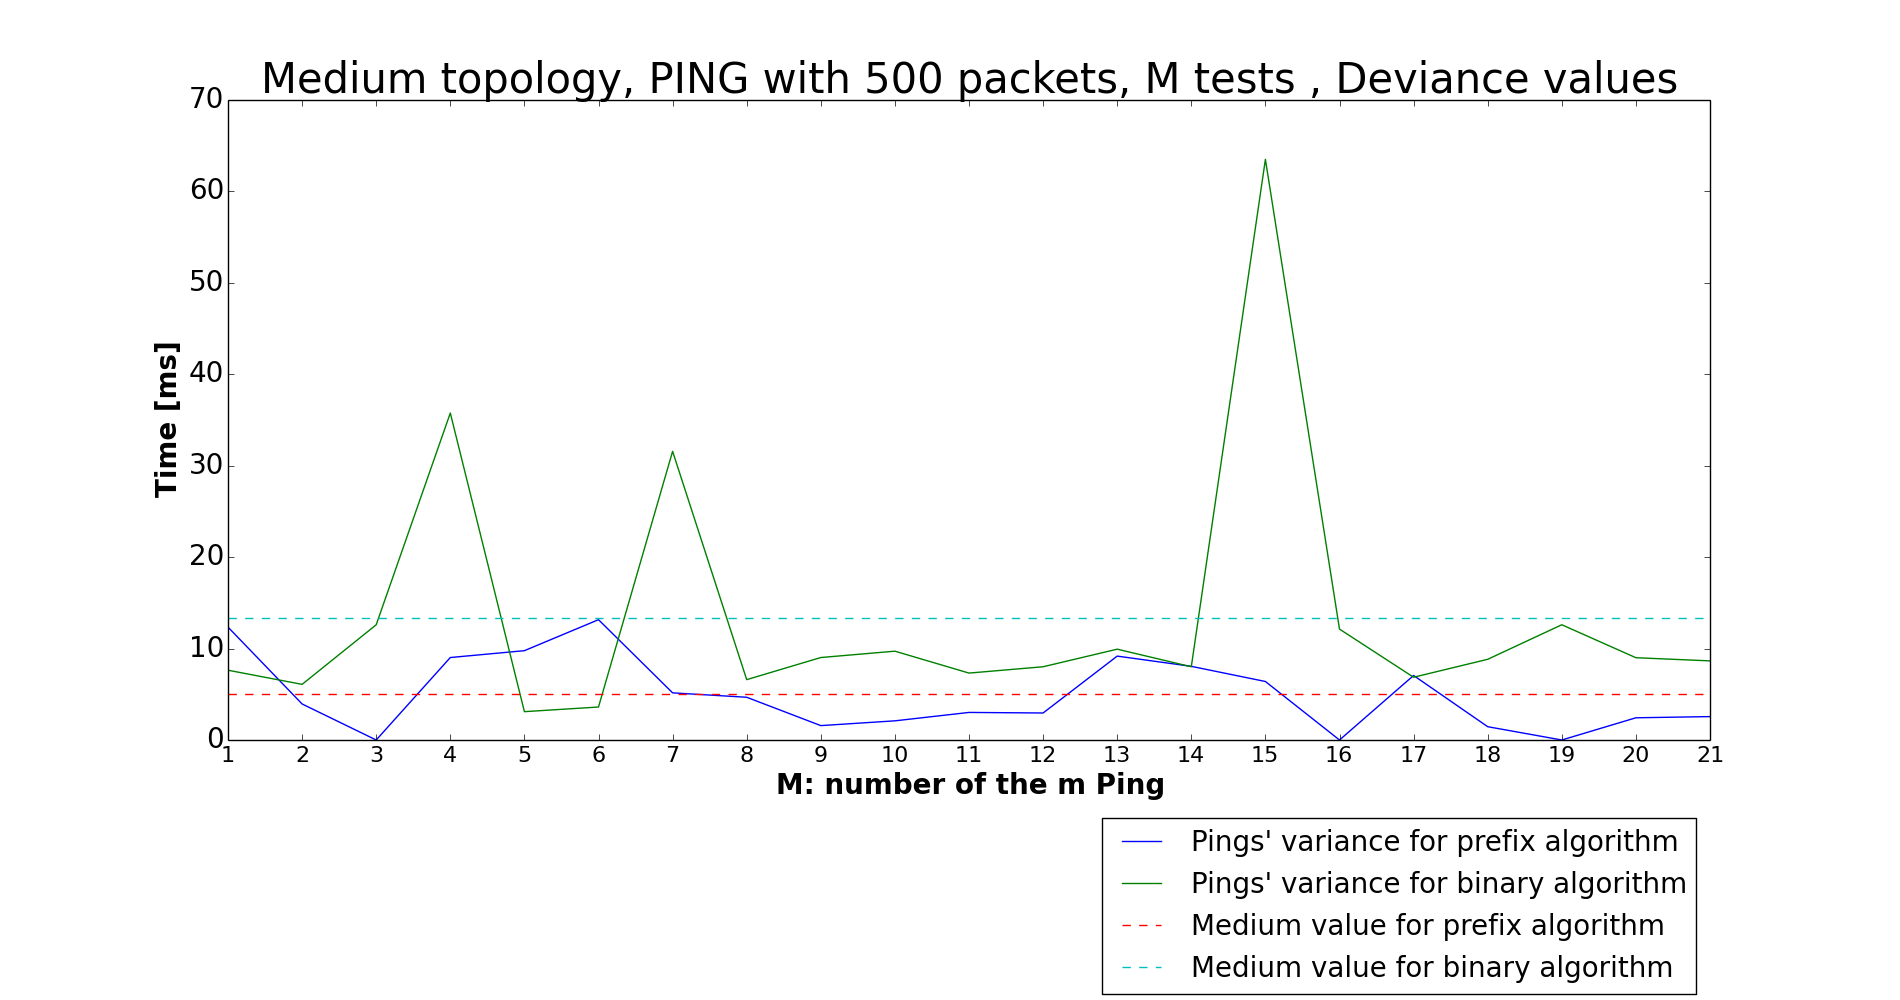 Medium topology, PING with 500 packets, M tests , Deviance values
70
60
50
40
30
20
10
0
Time [ms]
1 2 3 4 5 6 7 8 9 10 11 12 13 14 15 16 17 18 19 20 21
M: number of the m Ping
Pings' variance for prefix algorithm
Pings' variance for binary algorithm
Medium value for prefix algorithm
Medium value for binary algorithm